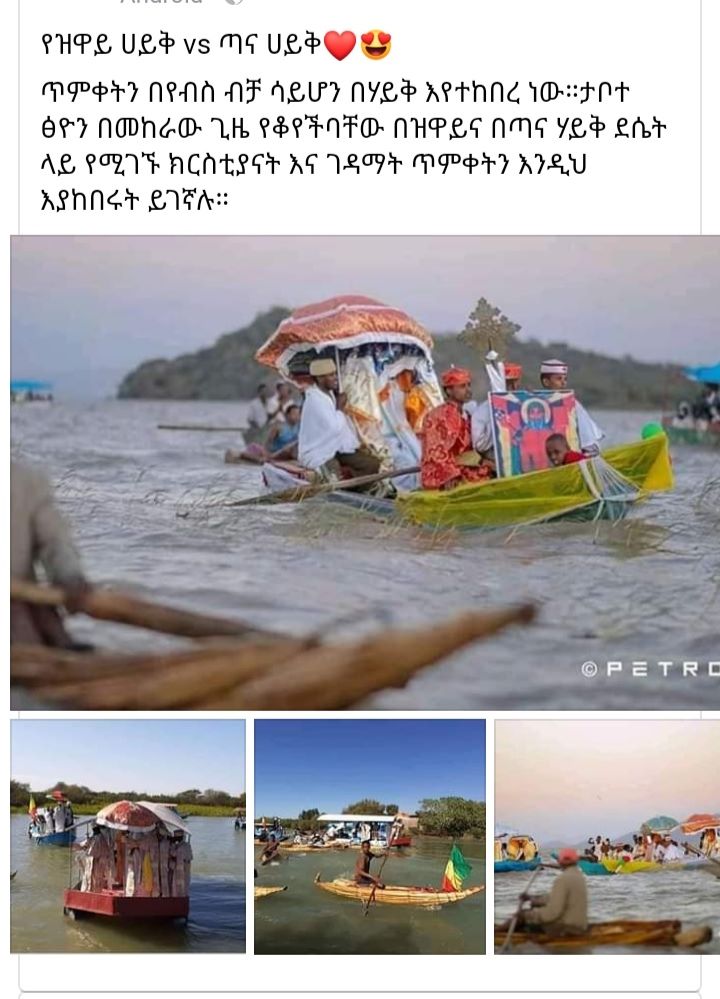 የዝዋይ ሀይቅ vs ጣና ሀይቅ❤️😍
ጥምቀትን በየብስ ብቻ ሳይሆን በሃይቅ እየተከበረ ነው።ታቦተ
ፅዮን በመከራው ጊዜ የቆየችባቸው በዝዋይና በጣና ሃይቅ ደሴት
ላይ የሚገኙ ክርስቲያናት እና ገዳማት ጥምቀትን እንዲህ
እያከበሩት ይገኛሉ።
© PETRO